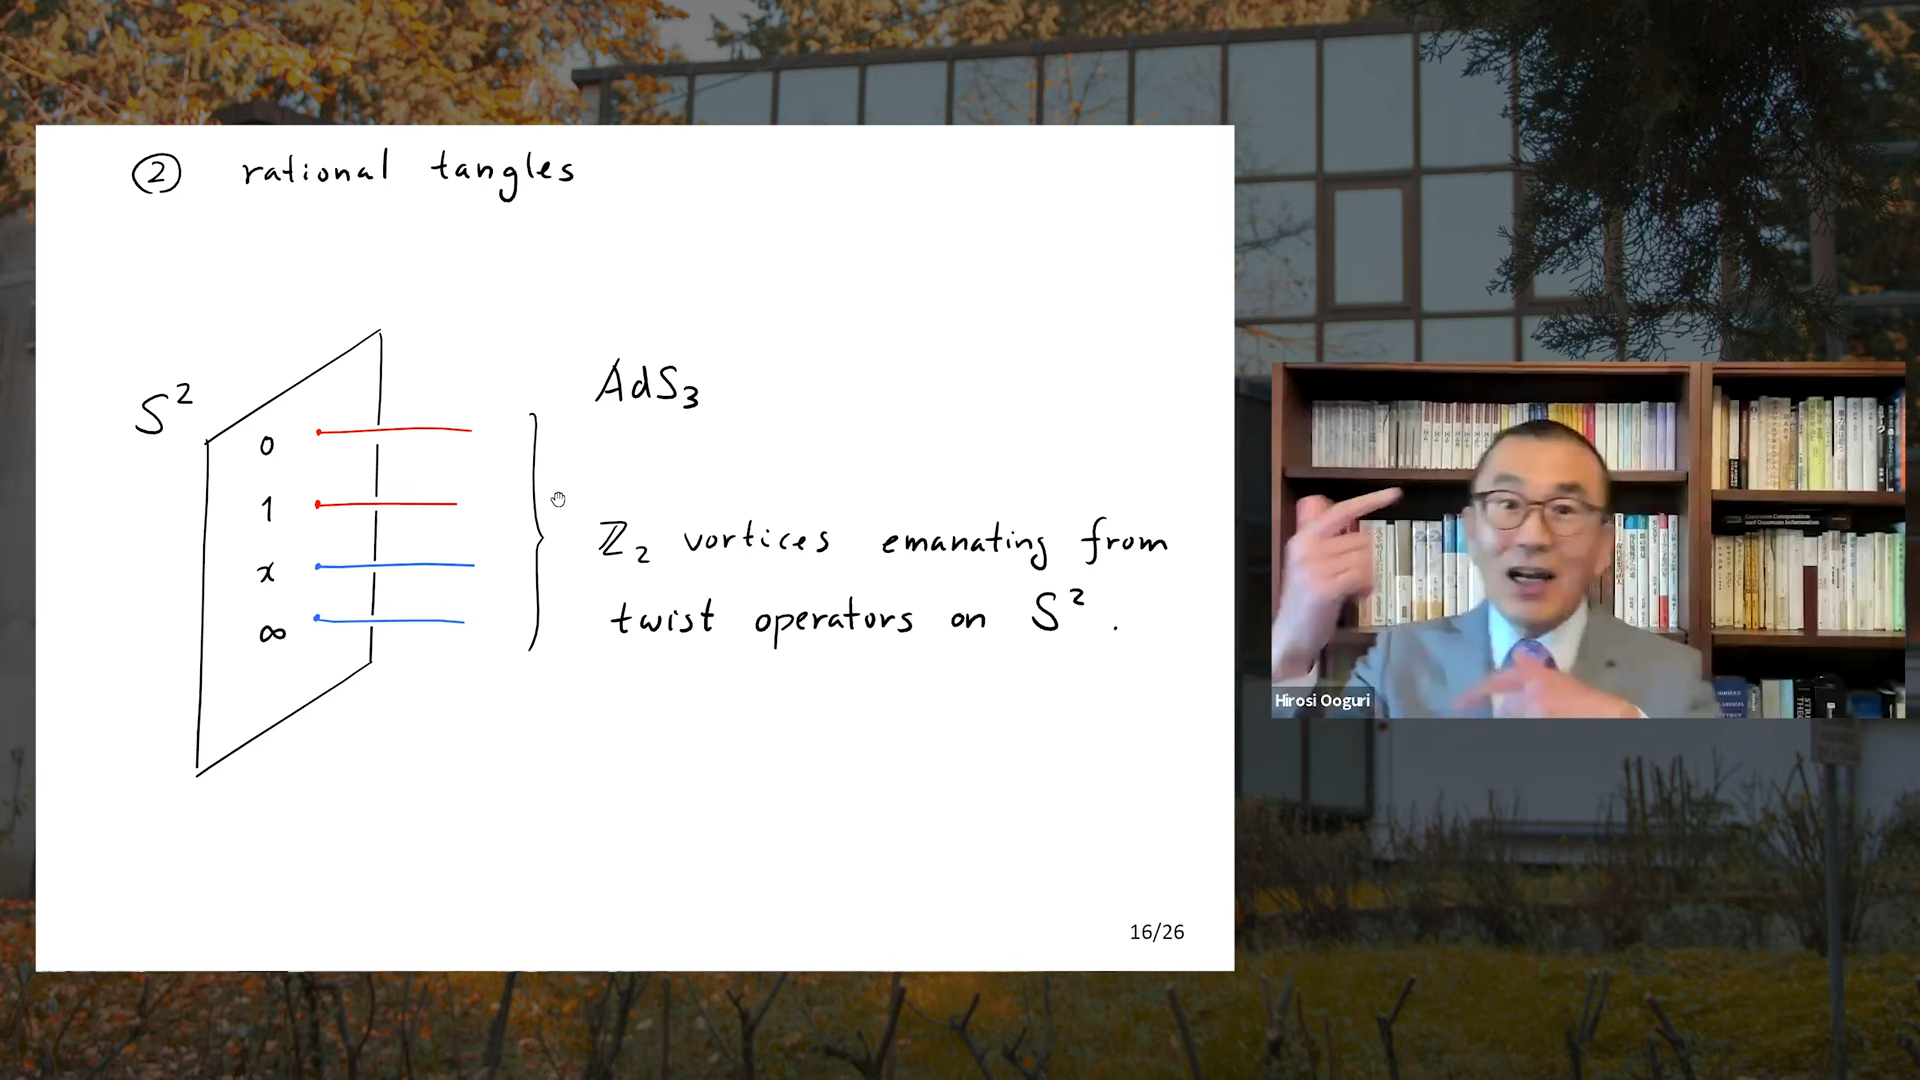 ② rational tangles
S²
0
1
x
∞
AdS₃
ℤ₂ vortices emanating from
twist operators on S² .
16/26
Hirosi Ooguri